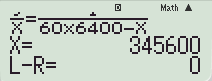 D Math ▲
X = 60×6400−X
X= 345600
L-R= 0